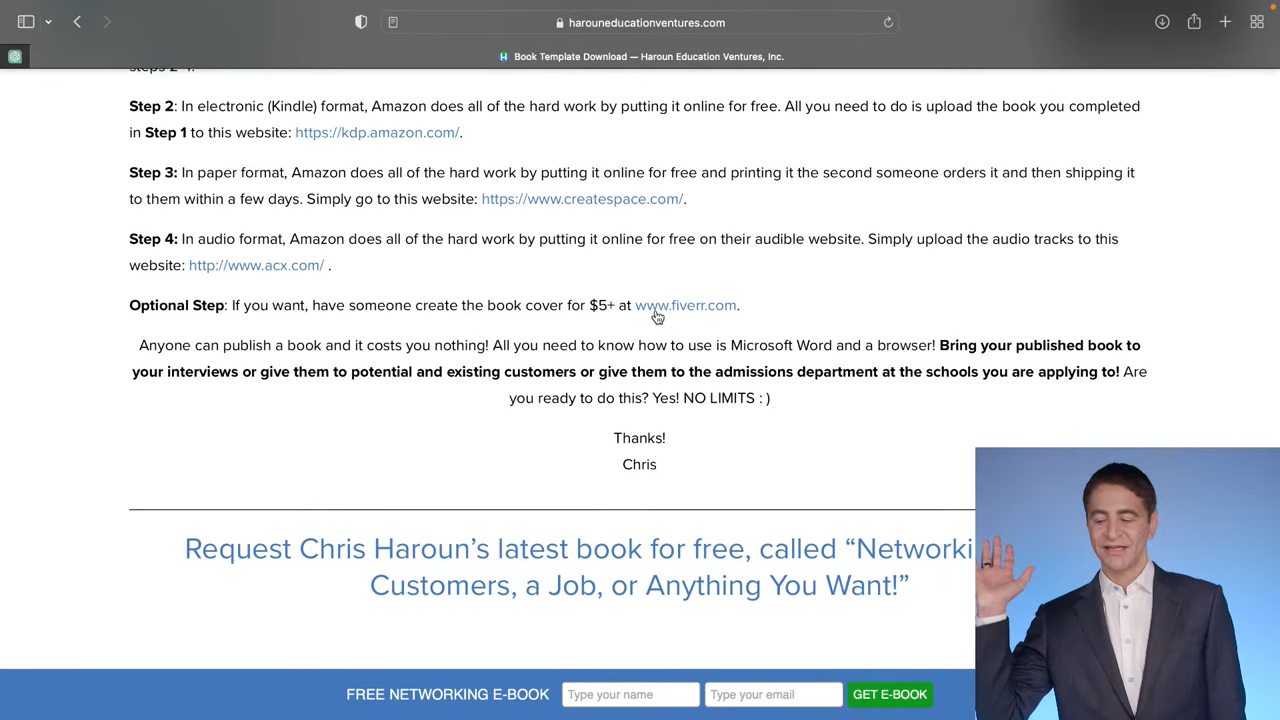 harouneducationventures.com
Book Template Download — Haroun Education Ventures, Inc.
Step 2: In electronic (Kindle) format, Amazon does all of the hard work by putting it online for free. All you need to do is upload the book you completed
in Step 1 to this website: https://kdp.amazon.com/.
Step 3: In paper format, Amazon does all of the hard work by putting it online for free and printing it the second someone orders it and then shipping it
to them within a few days. Simply go to this website: https://www.createspace.com/.
Step 4: In audio format, Amazon does all of the hard work by putting it online for free on their audible website. Simply upload the audio tracks to this
website: http://www.acx.com/ .
Optional Step: If you want, have someone create the book cover for $5+ at www.fiverr.com.
Anyone can publish a book and it costs you nothing! All you need to know how to use is Microsoft Word and a browser! Bring your published book to
your interviews or give them to potential and existing customers or give them to the admissions department at the schools you are applying to! Are
you ready to do this? Yes! NO LIMITS : )
Thanks!
Chris
Request Chris Haroun’s latest book for free, called “Networki
Customers, a Job, or Anything You Want!”
FREE NETWORKING E-BOOK Type your name Type your email GET E-BOOK